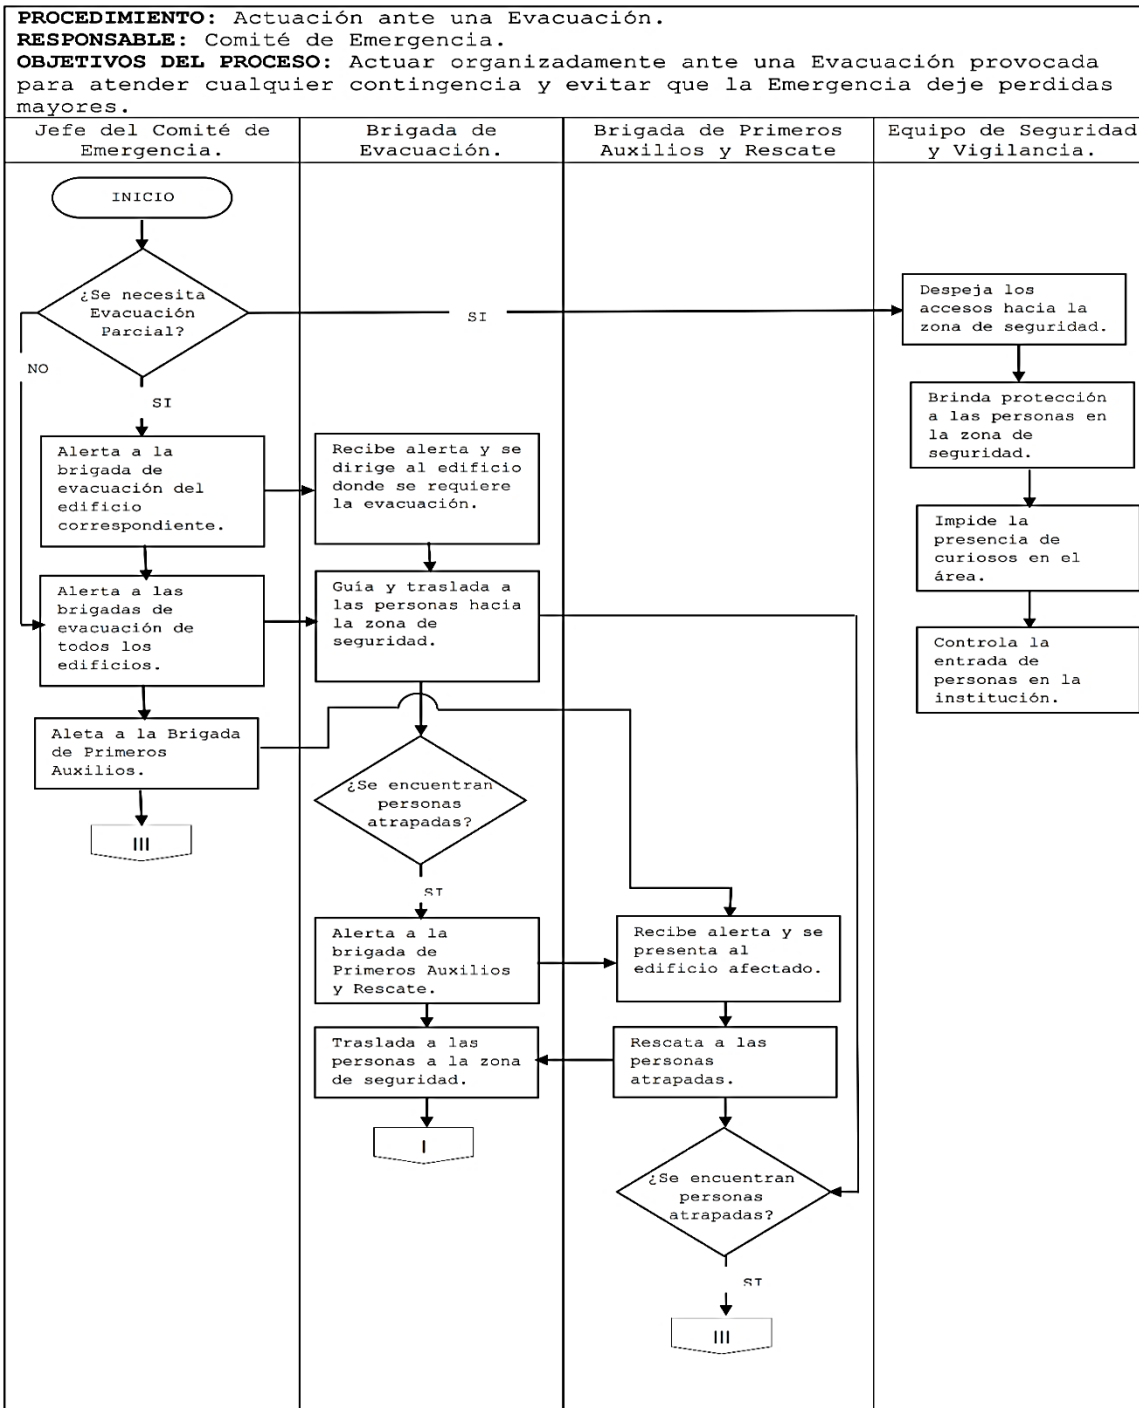 PROCEDIMIENTO: Actuación ante una Evacuación.
RESPONSABLE: Comité de Emergencia.
OBJETIVOS DEL PROCESO: Actuar organizadamente ante una Evacuación provocada
para atender cualquier contingencia y evitar que la Emergencia deje perdidas
mayores.
Jefe del Comité de
Emergencia.
Brigada de
Evacuación.
Brigada de Primeros
Auxilios y Rescate
Equipo de Seguridad
y Vigilancia.
INICIO
¿Se necesita
Evacuación
Parcial?
SI
NO
SI
Despeja los
accesos hacia la
zona de seguridad.
Brinda protección
a las personas en
la zona de
seguridad.
Alerta a la
brigada de
evacuación del
edificio
correspondiente.
Recibe alerta y se
dirige al edificio
donde se requiere
la evacuación.
Impide la
presencia de
curiosos en el
área.
Alerta a las
brigadas de
evacuación de
todos los
edificios.
Guía y traslada a
las personas hacia
la zona de
seguridad.
Controla la
entrada de
personas en la
institución.
Aleta a la Brigada
de Primeros
Auxilios.
III
¿Se encuentran
personas
atrapadas?
SI
Alerta a la
brigada de
Primeros Auxilios
y Rescate.
Recibe alerta y se
presenta al
edificio afectado.
Traslada a las
personas a la zona
de seguridad.
Rescata a las
personas
atrapadas.
I
¿Se encuentran
personas
atrapadas?
SI
III